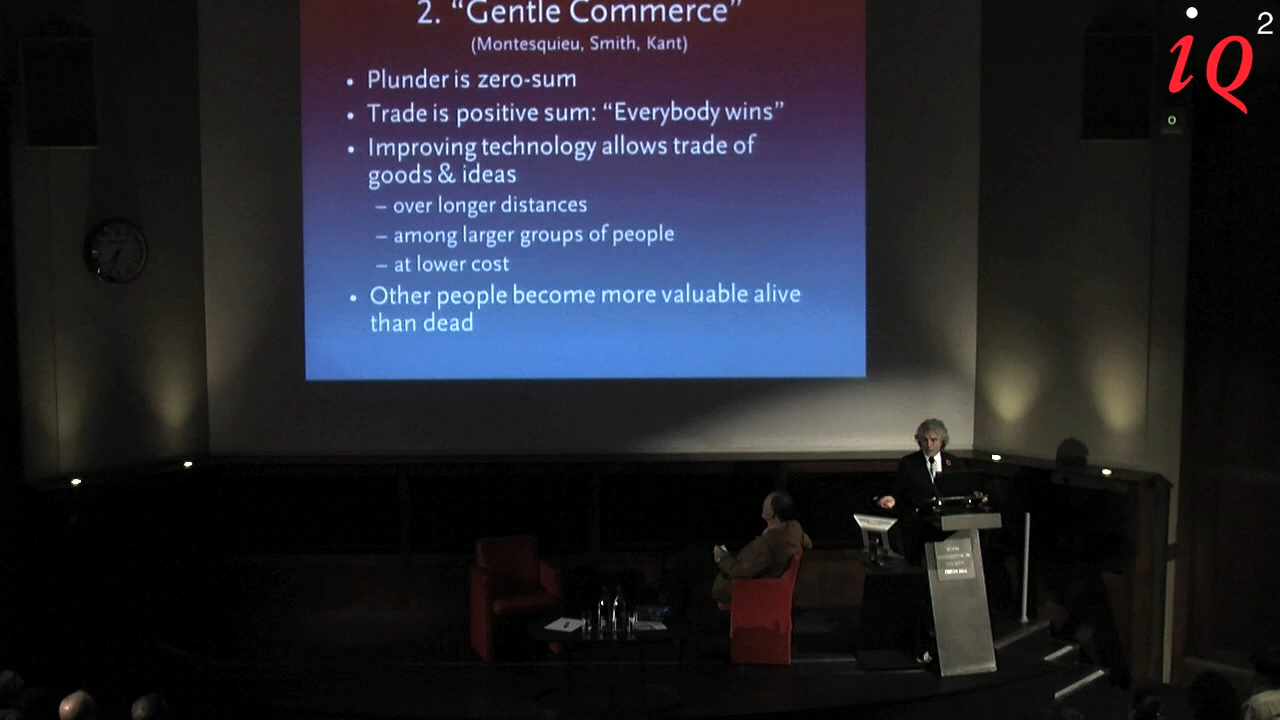 2. “Gentle Commerce”
(Montesquieu, Smith, Kant)
• Plunder is zero-sum
• Trade is positive sum: “Everybody wins”
• Improving technology allows trade of
goods & ideas
– over longer distances
– among larger groups of people
– at lower cost
• Other people become more valuable alive
than dead
iQ2